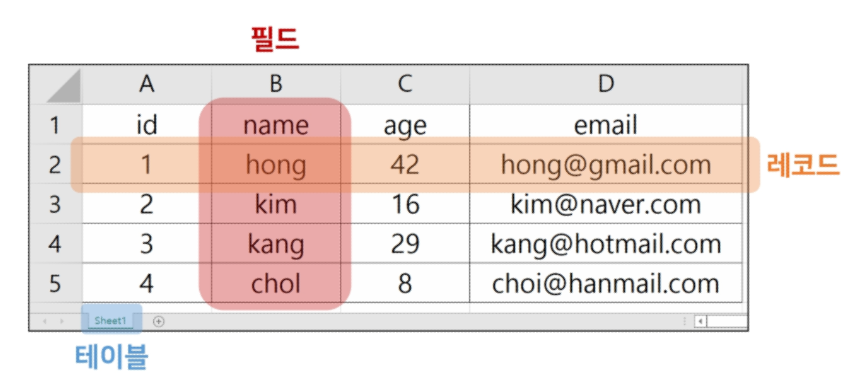 필드
A B C D
1 id name age email
2 1 hong 42 hong@gmail.com 레코드
3 2 kim 16 kim@naver.com
4 3 kang 29 kang@hotmail.com
5 4 chol 8 choi@hanmail.com
Sheet1
테이블